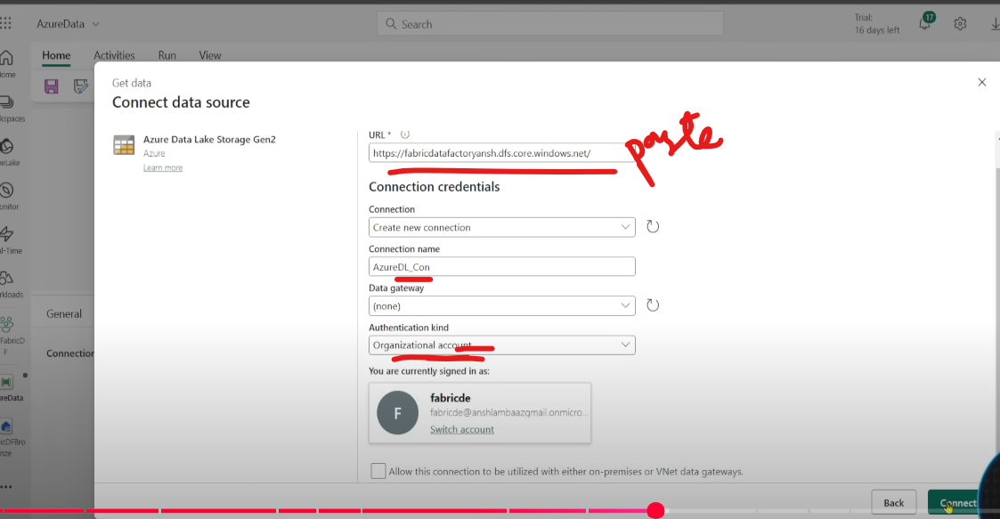 AzureData
Search
Trial:
16 days left
17
Home
Activities
Run
View
Get data
Connect data source
Azure Data Lake Storage Gen2
Azure
Learn more
URL *
https://fabricdatafactoryansh.dfs.core.windows.net/
paste
Connection credentials
Connection
Create new connection
Connection name
AzureDL_Con
Data gateway
(none)
Authentication kind
Organizational account
You are currently signed in as:
F
fabricde
fabricde@anshlambaazgmail.onmicro...
Switch account
Allow this connection to be utilized with either on-premises or VNet data gateways.
Back
Connect
ome
kspaces
neLake
onitor
al-Time
rkloads
FabricD
F
reData
icDFBro
nze
General
Connection